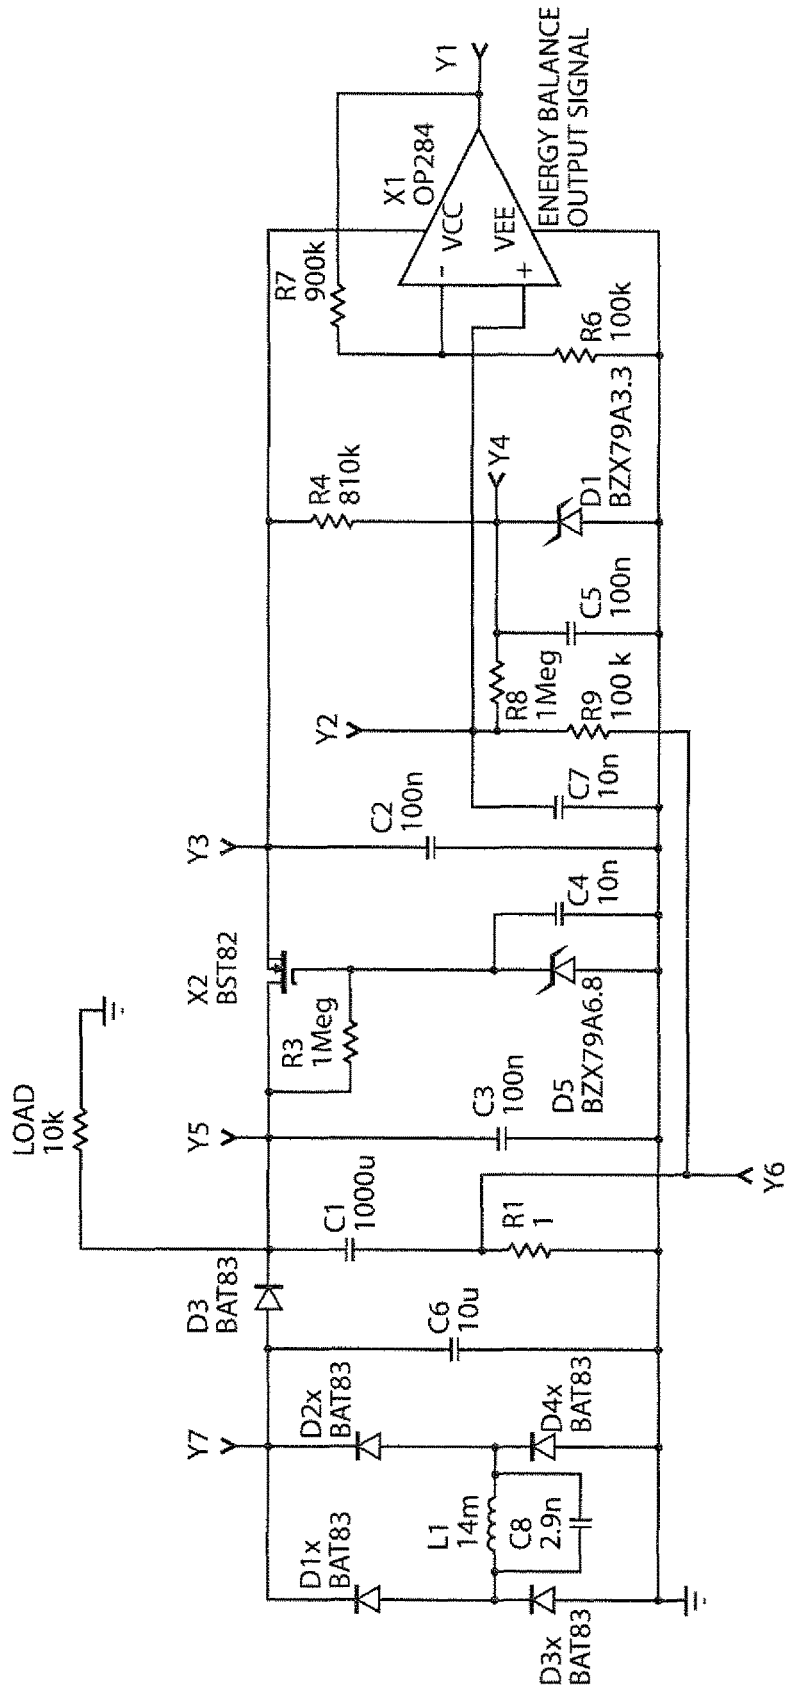 LOAD
10k
Y7
Y5
Y3
Y2
Y4
Y1
D3
BAT83
X2
BST82
D1x
BAT83
D2x
BAT83
C6
10u
C1
1000u
R3
1Meg
C2
100n
R4
810k
R7
900k
X1
OP284
VCC
VEE
-
+
ENERGY BALANCE
OUTPUT SIGNAL
L1
14m
C8
2.9n
R1
1
C3
100n
D5
BZX79A6.8
C4
10n
C7
10n
R8
1Meg
R9
100 k
C5
100n
D1
BZX79A3.3
R6
100k
D3x
BAT83
D4x
BAT83
Y6